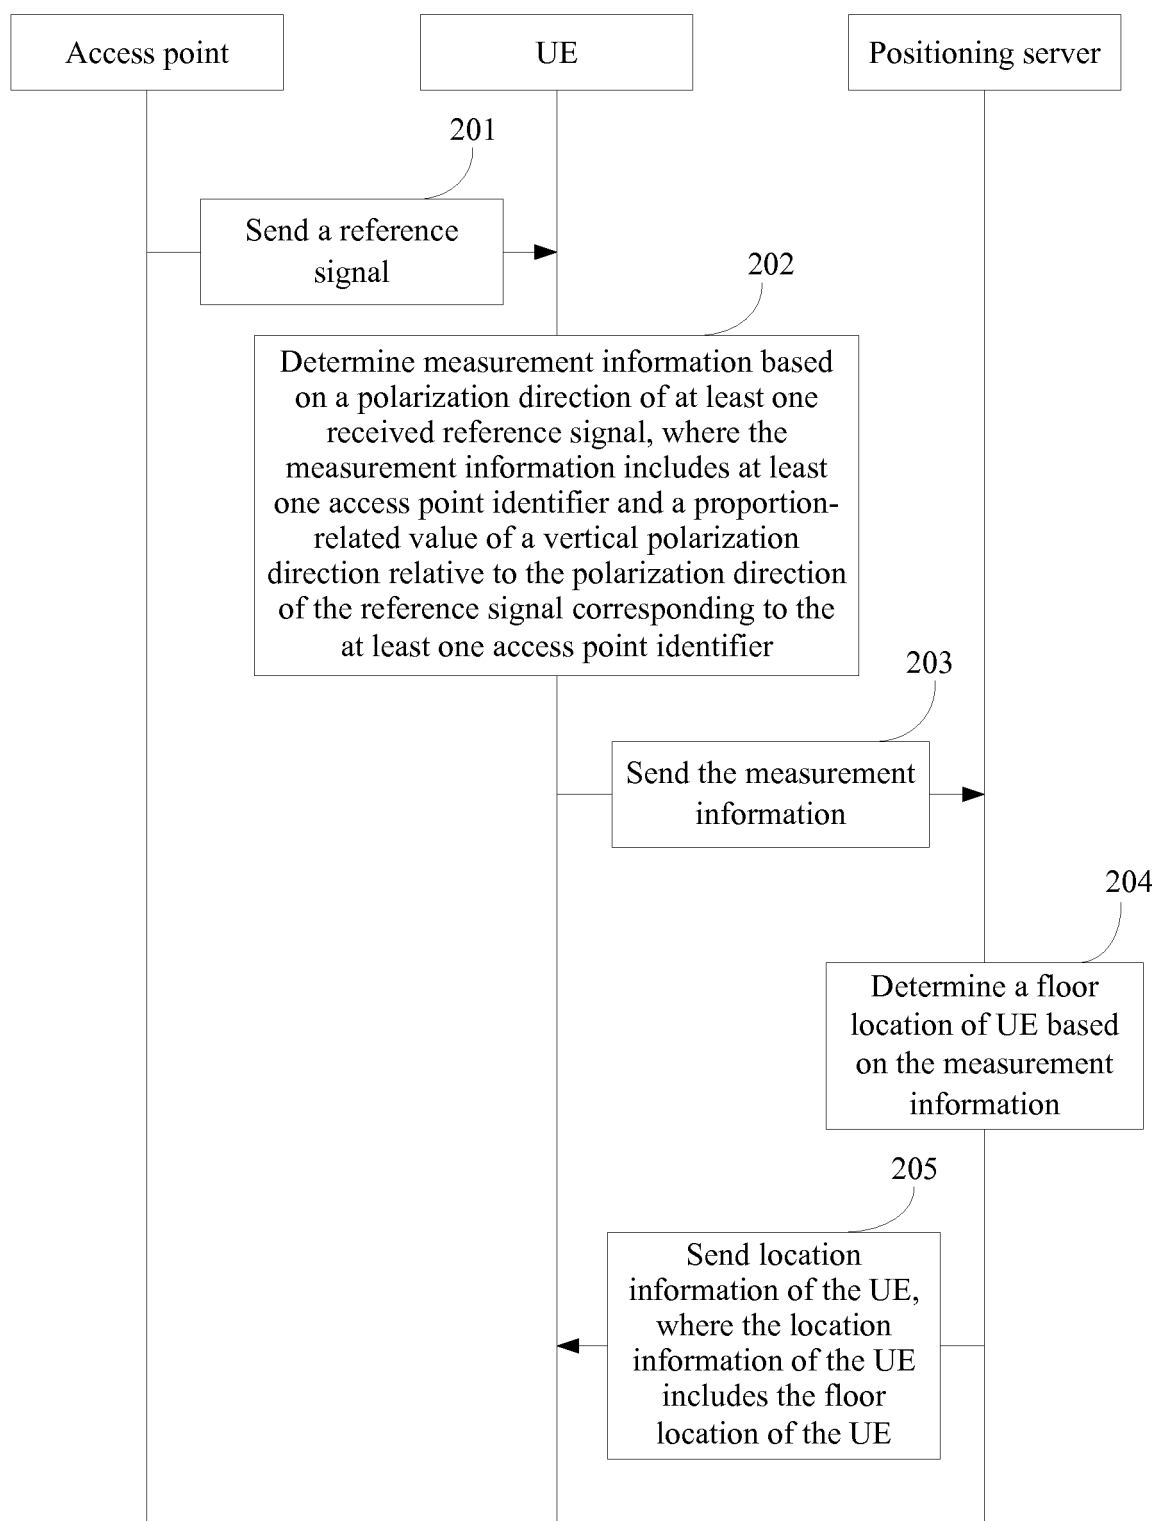 Access point
UE
Positioning server
201
Send a reference
signal
202
Determine measurement information based
on a polarization direction of at least one
received reference signal, where the
measurement information includes at least
one access point identifier and a proportion-
related value of a vertical polarization
direction relative to the polarization direction
of the reference signal corresponding to the
at least one access point identifier
203
Send the measurement
information
204
Determine a floor
location of UE based
on the measurement
information
205
Send location
information of the UE,
where the location
information of the UE
includes the floor
location of the UE